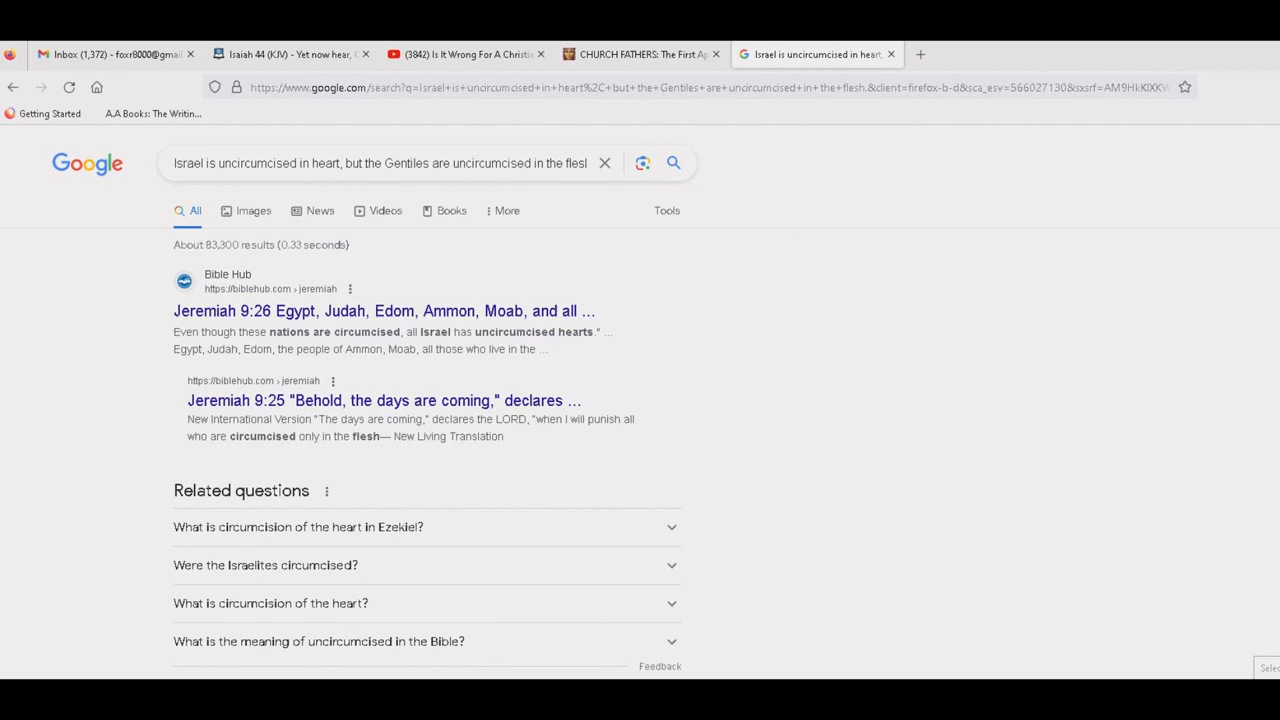 Inbox (1,372) - foxr8000@gmail.
Isaiah 44 (KJV) - Yet now hear, C
(3842) Is It Wrong For A Christia
CHURCH FATHERS: The First Ap
Israel is uncircumcised in heart,
https://www.google.com/search?q=Israel+is+uncircumcised+in+heart%2C+but+the+Gentiles+are+uncircumcised+in+the+flesh.&client=firefox-b-d&sca_esv=566027130&sxsrf=AM9HkKlXKW
Getting Started
A.A Books: The Writin...
Google
Israel is uncircumcised in heart, but the Gentiles are uncircumcised in the flesl
All
Images
News
Videos
Books
More
Tools
About 83,300 results (0.33 seconds)
Bible Hub
https://biblehub.com › jeremiah
Jeremiah 9:26 Egypt, Judah, Edom, Ammon, Moab, and all ...
Even though these nations are circumcised, all Israel has uncircumcised hearts." ...
Egypt, Judah, Edom, the people of Ammon, Moab, all those who live in the ...
https://biblehub.com › jeremiah
Jeremiah 9:25 "Behold, the days are coming," declares ...
New International Version "The days are coming," declares the LORD, "when I will punish all
who are circumcised only in the flesh— New Living Translation
Related questions
What is circumcision of the heart in Ezekiel?
Were the Israelites circumcised?
What is circumcision of the heart?
What is the meaning of uncircumcised in the Bible?
Feedback
Selec